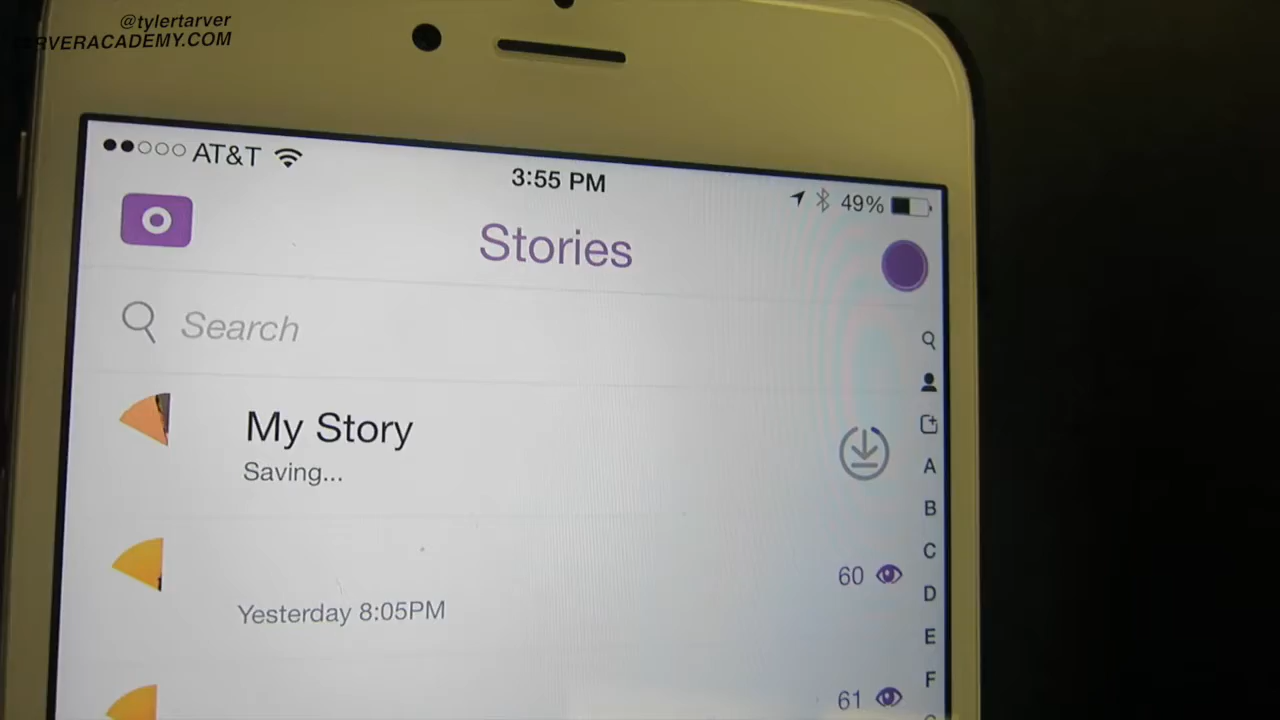 @tylertarver
ERVERACADEMY.COM
AT&T
3:55 PM
49%
Stories
Search
My Story
Saving...
A
B
C
60
D
Yesterday 8:05PM
E
F
61